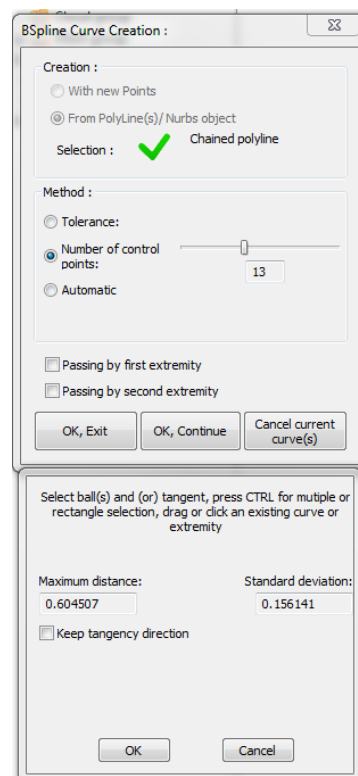 BSpline Curve Creation :
Creation :
With new Points
From PolyLine(s)/ Nurbs object
Selection :
Chained polyline
Method :
Tolerance:
Number of control
points:
13
Automatic
Passing by first extremity
Passing by second extremity
OK, Exit
OK, Continue
Cancel current
curve(s)
Select ball(s) and (or) tangent, press CTRL for mutiple or
rectangle selection, drag or click an existing curve or
extremity
Maximum distance:
Standard deviation:
0.604507
0.156141
Keep tangency direction
OK
Cancel